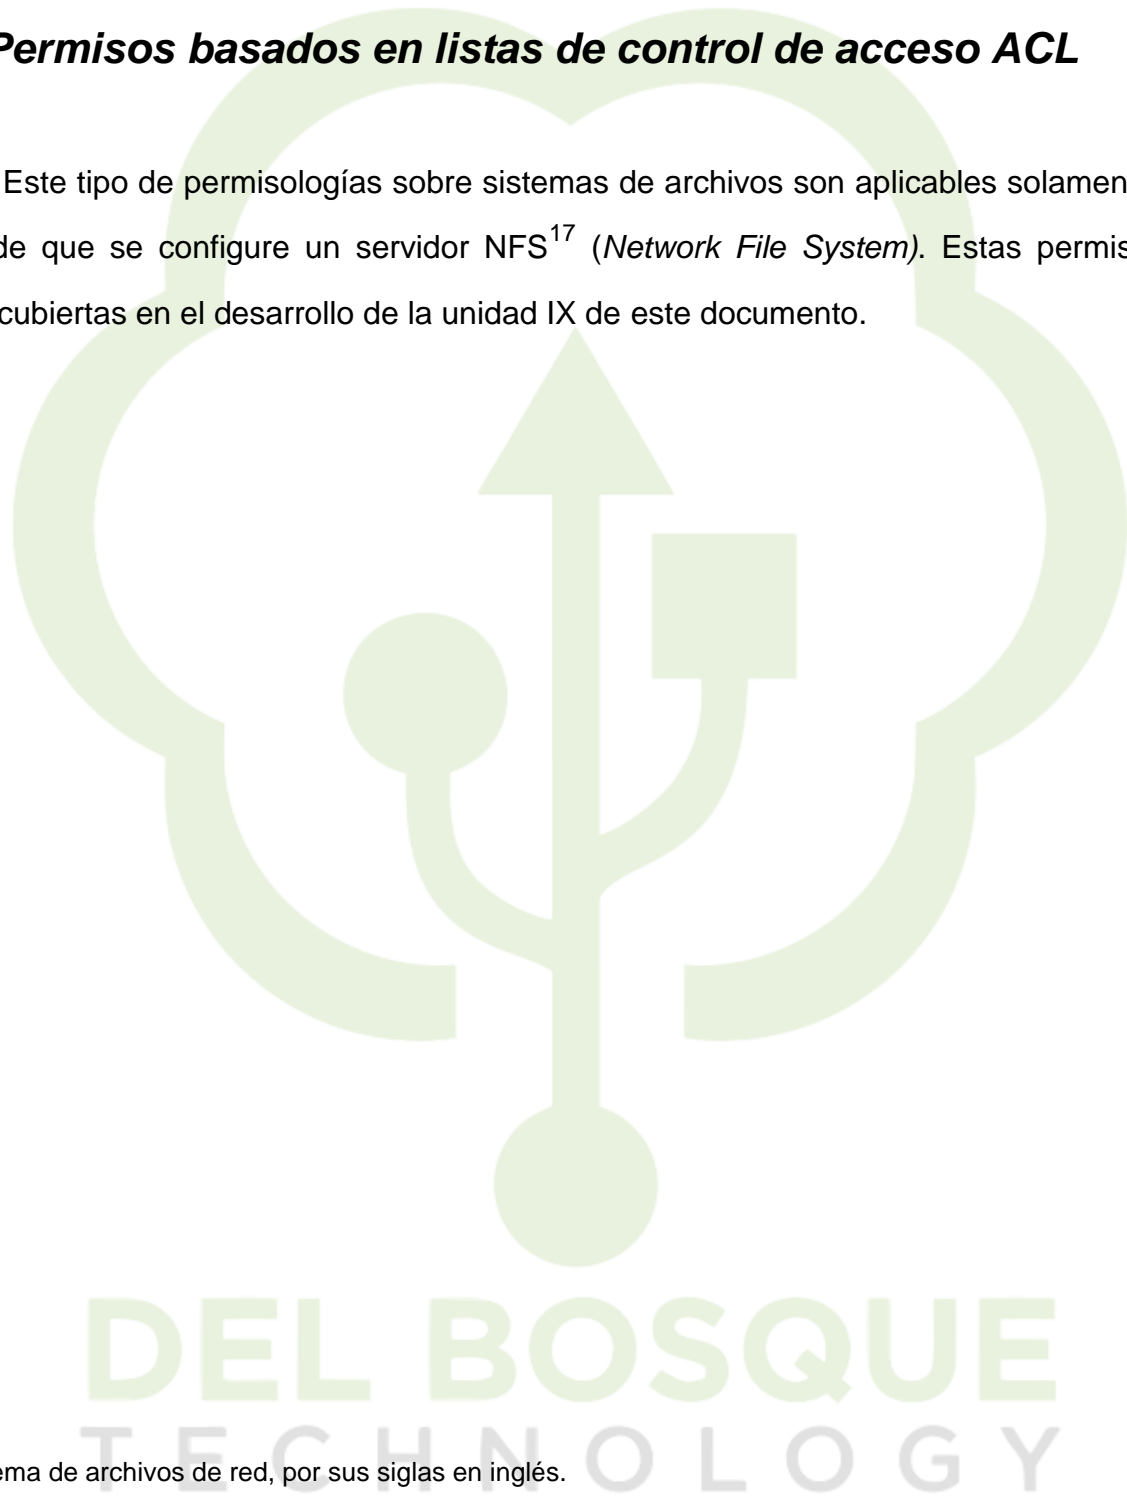 Permisos basados en listas de control de acceso ACL
Este tipo de permisologías sobre sistemas de archivos son aplicables solamen
de que se configure un servidor NFS17 (Network File System). Estas permis
cubiertas en el desarrollo de la unidad IX de este documento.
DEL BOSQUE
TECHNOLOGY
ema de archivos de red, por sus siglas en inglés.